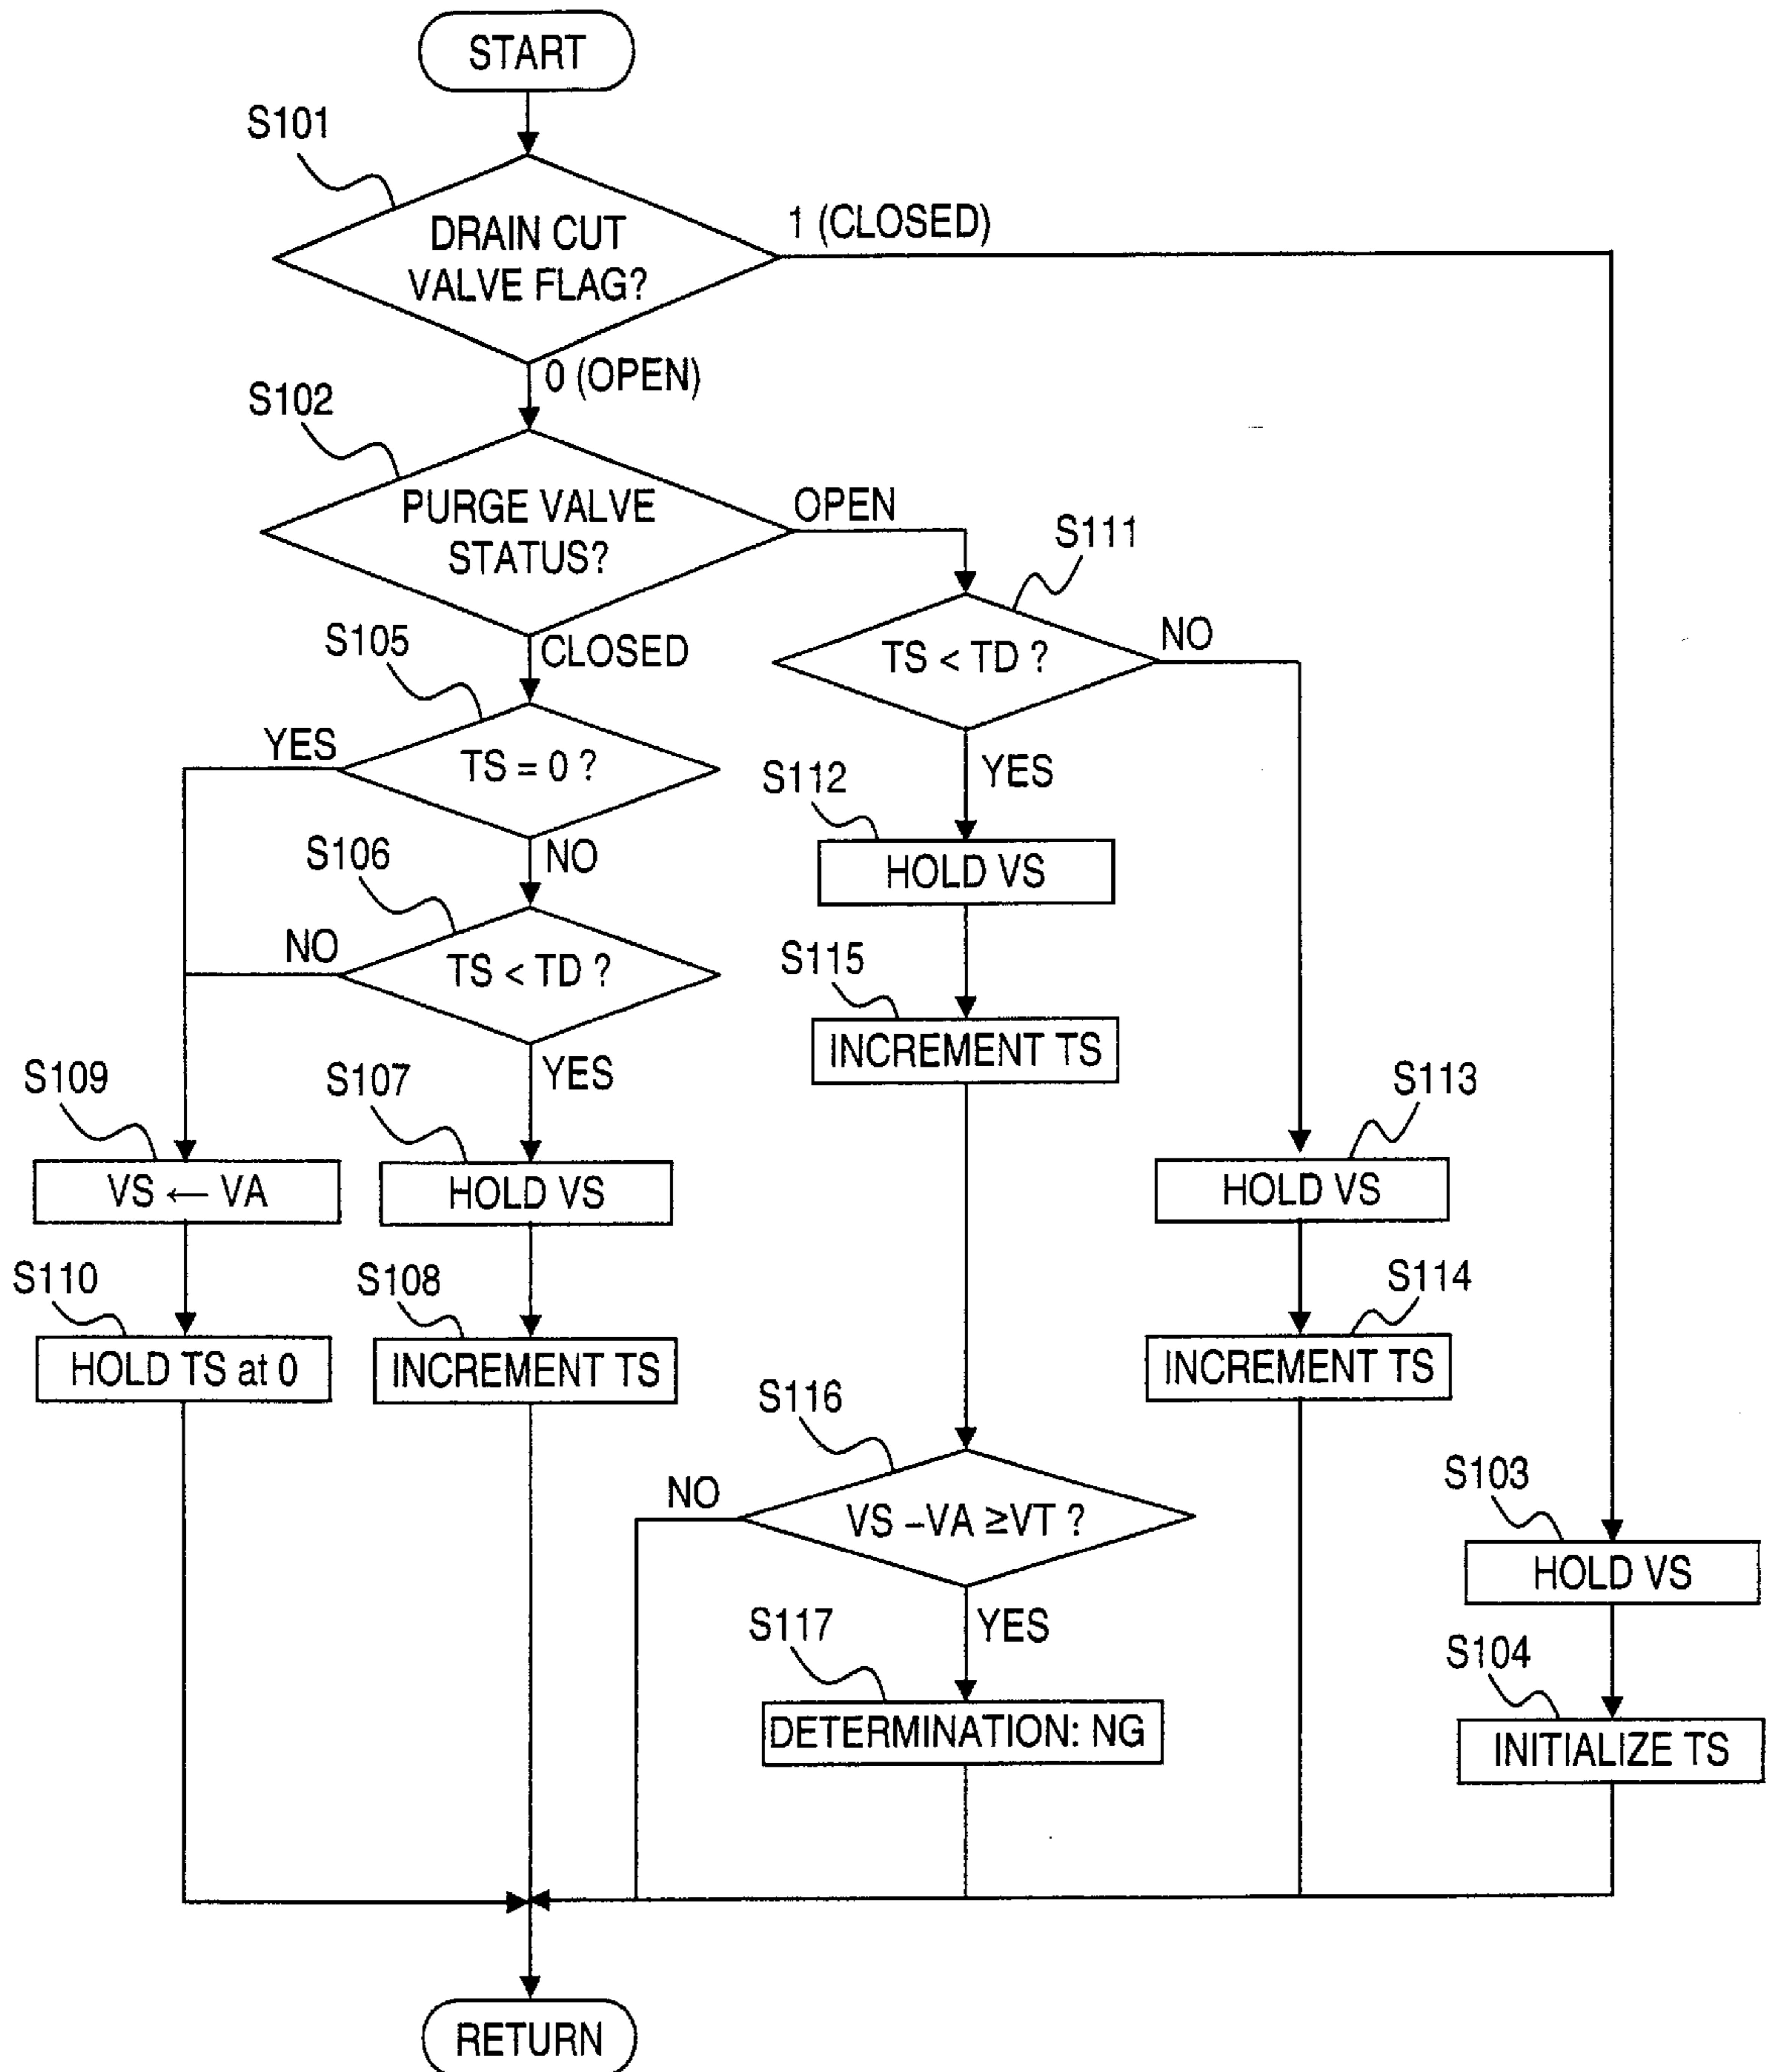 START
S101
DRAIN CUT
VALVE FLAG?
1 (CLOSED)
0 (OPEN)
S102
PURGE VALVE
STATUS?
OPEN
S111
CLOSED
S105
TS < TD ?
NO
YES
TS = 0 ?
S112
YES
NO
HOLD VS
S106
NO
TS < TD ?
S115
INCREMENT TS
YES
S109
S107
S113
VS ← VA
HOLD VS
HOLD VS
S110
S108
S114
HOLD TS at 0
INCREMENT TS
INCREMENT TS
S116
NO
VS –VA ≥VT ?
S103
HOLD VS
YES
S117
S104
DETERMINATION: NG
INITIALIZE TS
RETURN